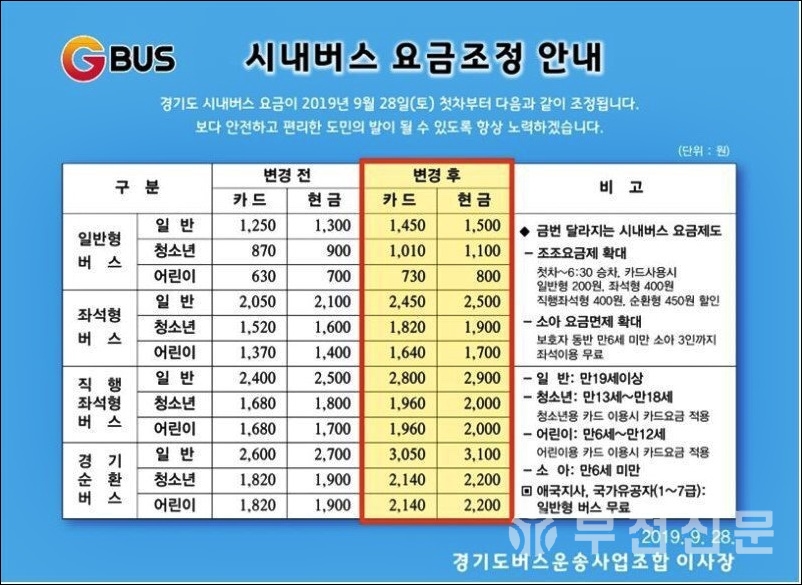 GBUS 시내버스 요금조정 안내
경기도 시내버스 요금이 2019년 9월 28일(토) 첫차부터 다음과 같이 조정됩니다.
보다 안전하고 편리한 도민의 발이 될 수 있도록 항상 노력하겠습니다.
(단위 : 원)
구 분 변경 전 변경 후 비 고
카 드 현 금 카 드 현 금
일반형 버 스
일 반 1,250 1,300 1,450 1,500
청소년 870 900 1,010 1,100
어린이 630 700 730 800
좌석형 버 스
일 반 2,050 2,100 2,450 2,500
청소년 1,520 1,600 1,820 1,900
어린이 1,370 1,400 1,640 1,700
직 행 좌석형 버 스
일 반 2,400 2,500 2,800 2,900
청소년 1,680 1,800 1,960 2,000
어린이 1,680 1,700 1,960 2,000
경 기 순 환 버 스
일 반 2,600 2,700 3,050 3,100
청소년 1,820 1,900 2,140 2,200
어린이 1,820 1,900 2,140 2,200
◆ 금번 달라지는 시내버스 요금제도
– 조조요금제 확대
첫차~6:30 승차, 카드사용시
일반형 200원, 좌석형 400원
직행좌석형 400원, 순환형 450원 할인
– 소아 요금면제 확대
보호자 동반 만6세 미만 소아 3인까지
좌석이용 무료
– 일 반: 만19세이상
– 청소년: 만13세~만18세
청소년용 카드 이용시 카드요금 적용
– 어린이: 만6세~만12세
어린이용 카드 이용시 카드요금 적용
– 소 아: 만6세 미만
▣ 애국지사, 국가유공자(1~7급):
일반형 버스 무료
무전신문
2019. 9. 28.
경기도버스운송사업조합 이사장